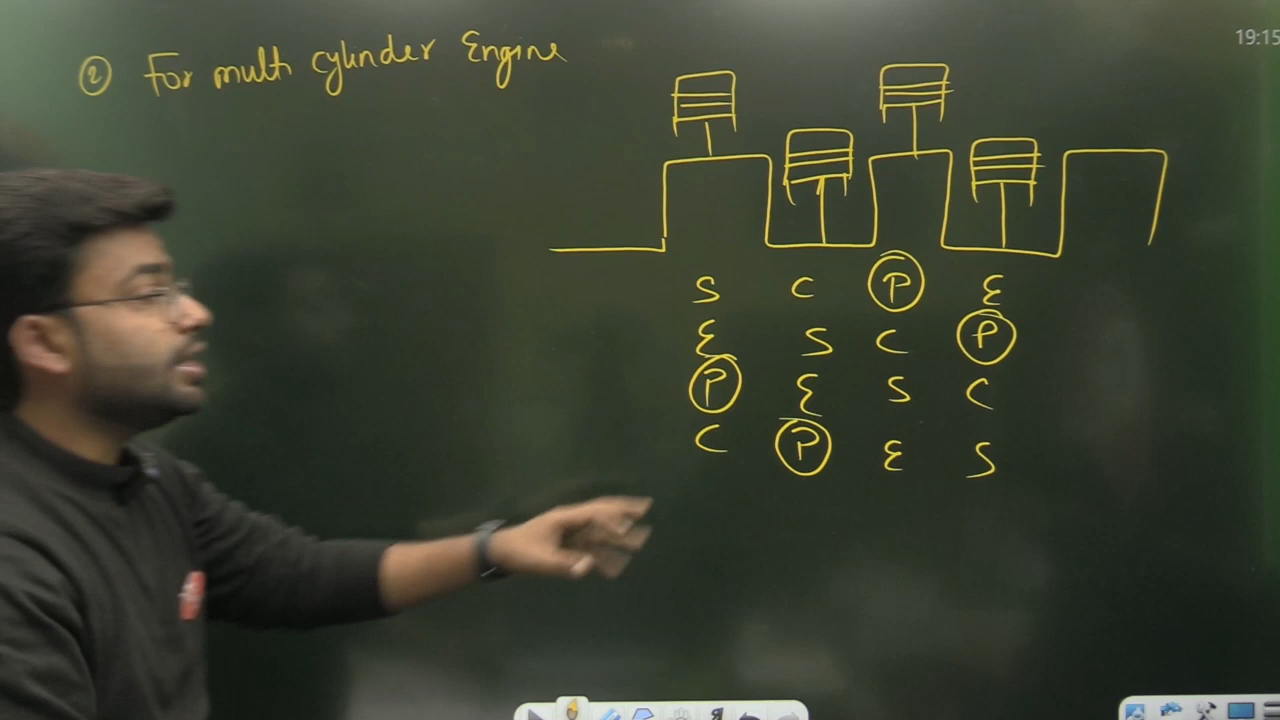 ② For multi cylinder Engine
19:15
S C P E
E S C P
P E S C
C P E S